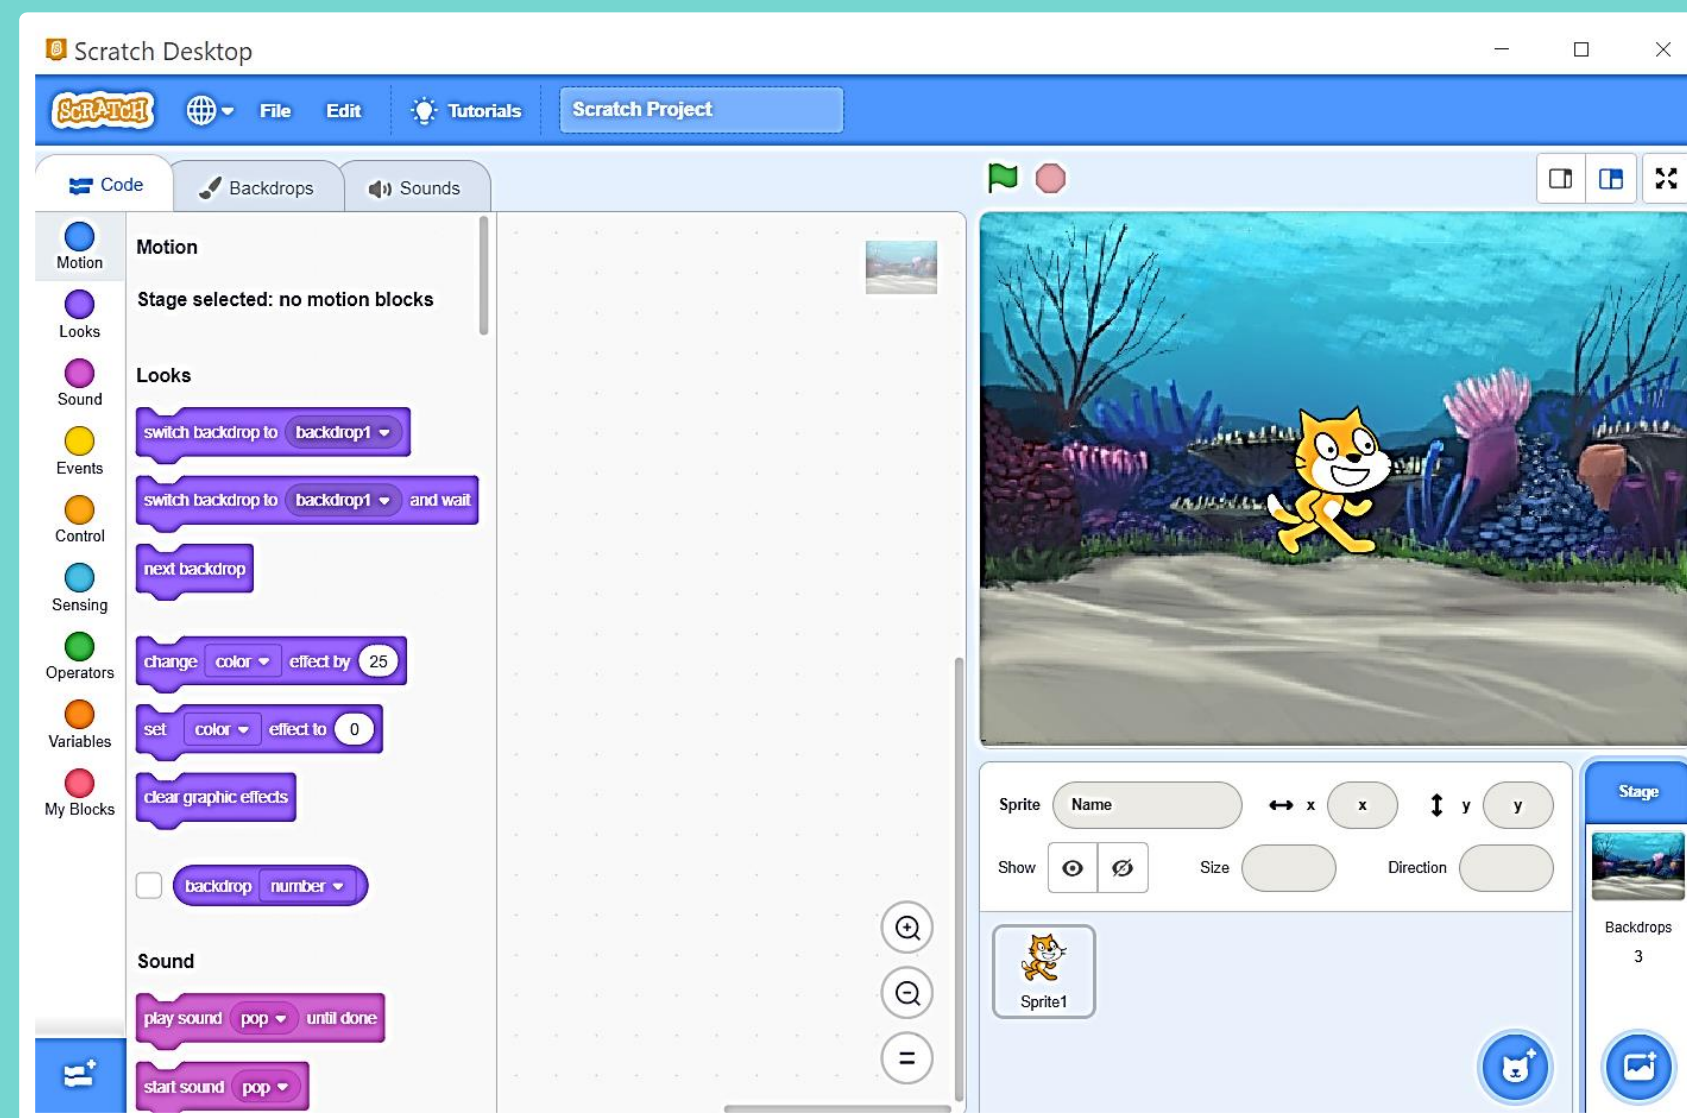 Scratch Desktop
SCRATCH File Edit Tutorials Scratch Project
Code Backdrops Sounds
Motion
Looks
Sound
Events
Control
Sensing
Operators
Variables
My Blocks
Motion
Stage selected: no motion blocks
Looks
switch backdrop to backdrop1
switch backdrop to backdrop1 and wait
next backdrop
change color effect by 25
set color effect to 0
clear graphic effects
backdrop number
Sound
play sound pop until done
start sound pop
Sprite Name x x y y
Show Size Direction
Sprite1
Stage
Backdrops
3